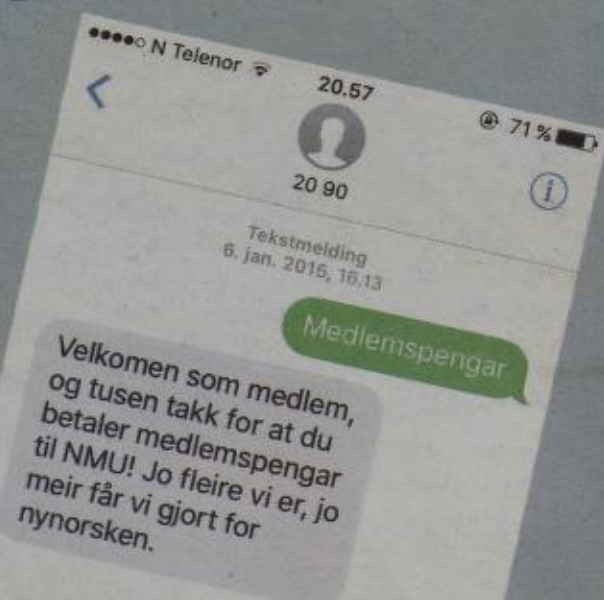 N Telenor 20.57 71 %
20 90
Tekstmelding
6. jan. 2016, 16.13
Medlemspengar
Velkomen som medlem,
og tusen takk for at du
betaler medlemspengar
til NMU! Jo fleire vi er, jo
meir får vi gjort for
nynorsken.